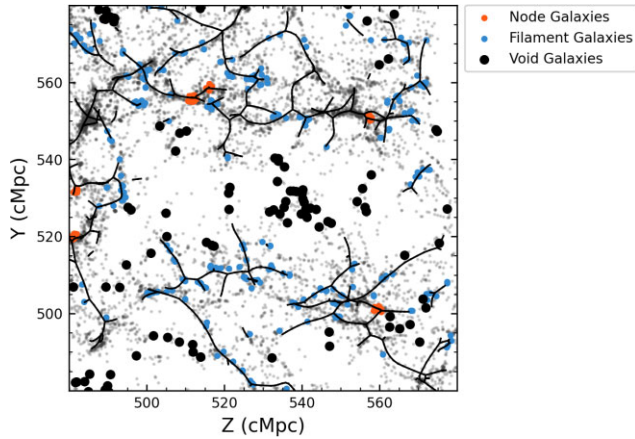 Node Galaxies
Filament Galaxies
Void Galaxies
560
540
520
500
Y (cMpc)
500
520
540
560
Z (cMpc)